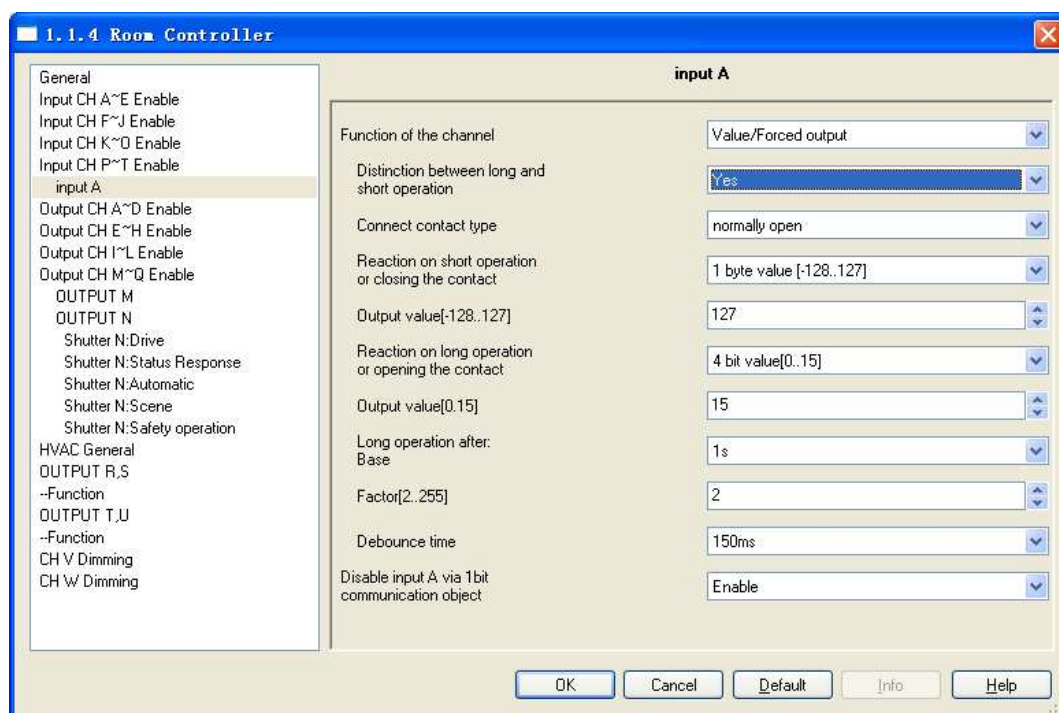 1.1.4 Room Controller
General
Input CH A~E Enable
Input CH F~J Enable
Input CH K~O Enable
Input CH P~T Enable
input A
Output CH A~D Enable
Output CH E~H Enable
Output CH I~L Enable
Output CH M~Q Enable
OUTPUT M
OUTPUT N
Shutter N:Drive
Shutter N:Status Response
Shutter N:Automatic
Shutter N:Scene
Shutter N:Safety operation
HVAC General
OUTPUT R,S
--Function
OUTPUT T,U
--Function
CH V Dimming
CH W Dimming
input A
Function of the channel
Value/Forced output
Distinction between long and
short operation
Yes
Connect contact type
normally open
Reaction on short operation
or closing the contact
1 byte value [-128..127]
Output value[-128..127]
127
Reaction on long operation
or opening the contact
4 bit value[0..15]
Output value[0.15]
15
Long operation after:
Base
1s
Factor[2..255]
2
Debounce time
150ms
Disable input A via 1bit
communication object
Enable
OK
Cancel
Default
Info
Help